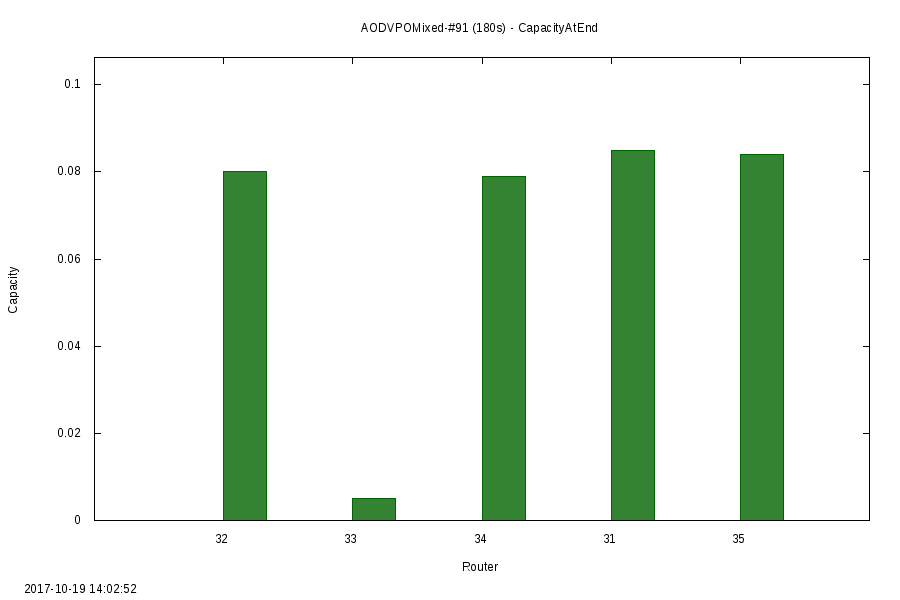 AODVPOMixed-#91 (180s) - CapacityAtEnd
0.1
0.08
0.06
0.04
0.02
0
Capacity
32 33 34 31 35
Router
2017-10-19 14:02:52